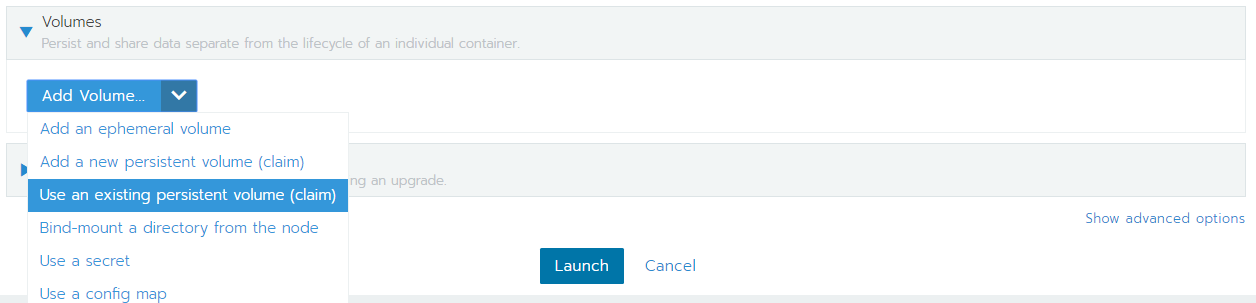 Volumes
Persist and share data separate from the lifecycle of an individual container.
Add Volume...
Add an ephemeral volume
Add a new persistent volume (claim)
Use an existing persistent volume (claim)
ng an upgrade.
Bind-mount a directory from the node
Show advanced options
Use a secret
Launch Cancel
Use a config map